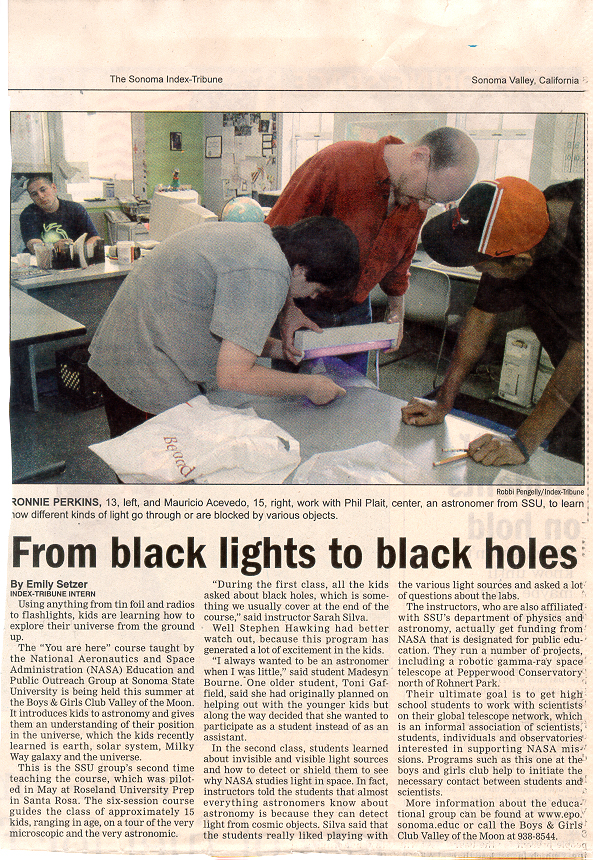 The Sonoma Index-Tribune
Sonoma Valley, California
Robbi Pengelly/Index-Tribune
RONNIE PERKINS, 13, left, and Mauricio Acevedo, 15, right, work with Phil Plait, center, an astronomer from SSU, to learn
how different kinds of light go through or are blocked by various objects.
From black lights to black holes
By Emily Setzer
INDEX-TRIBUNE INTERN
Using anything from tin foil and radios
to flashlights, kids are learning how to
explore their universe from the ground
up.
The “You are here” course taught by
the National Aeronautics and Space
Administration (NASA) Education and
Public Outreach Group at Sonoma State
University is being held this summer at
the Boys & Girls Club Valley of the Moon.
It introduces kids to astronomy and gives
them an understanding of their position
in the universe, which the kids recently
learned is earth, solar system, Milky
Way galaxy and the universe.
This is the SSU group's second time
teaching the course, which was pilot-
ed in May at Roseland University Prep
in Santa Rosa. The six-session course
guides the class of approximately 15
kids, ranging in age, on a tour of the very
microscopic and the very astronomic.
“During the first class, all the kids
asked about black holes, which is some-
thing we usually cover at the end of the
course,” said instructor Sarah Silva.
Well Stephen Hawking had better
watch out, because this program has
generated a lot of excitement in the kids.
“I always wanted to be an astronomer
when I was little,” said student Madesyn
Bourne. One older student, Toni Gaf-
field, said she had originally planned on
helping out with the younger kids but
along the way decided that she wanted to
participate as a student instead of as an
assistant.
In the second class, students learned
about invisible and visible light sources
and how to detect or shield them to see
why NASA studies light in space. In fact,
instructors told the students that almost
everything astronomers know about
astronomy is because they can detect
light from cosmic objects. Silva said that
the students really liked playing with
the various light sources and asked a lot
of questions about the labs.
The instructors, who are also affiliated
with SSU's department of physics and
astronomy, actually get funding from
NASA that is designated for public edu-
cation. They run a number of projects,
including a robotic gamma-ray space
telescope at Pepperwood Conservatory
north of Rohnert Park.
Their ultimate goal is to get high
school students to work with scientists
on their global telescope network, which
is an informal association of scientists,
students, individuals and observatories
interested in supporting NASA mis-
sions. Programs such as this one at the
boys and girls club help to initiate the
necessary contact between students and
scientists.
More information about the educa-
tional group can be found at www.epo.
sonoma.educ or call the Boys & Girls
Club Valley of the Moon at 938-8544.